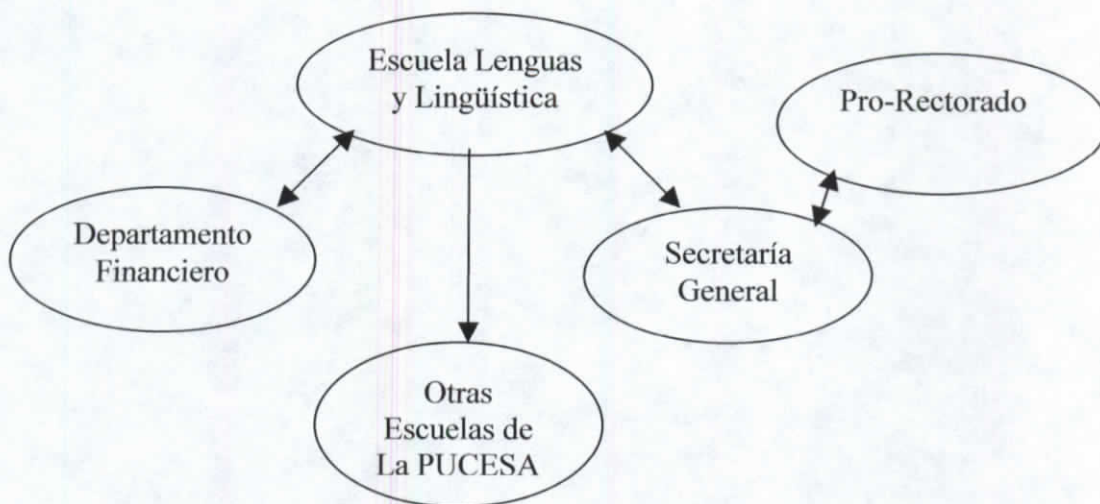 Escuela Lenguas
y Lingüística
Pro-Rectorado
Departamento
Financiero
Secretaría
General
Otras
Escuelas de
La PUCESA